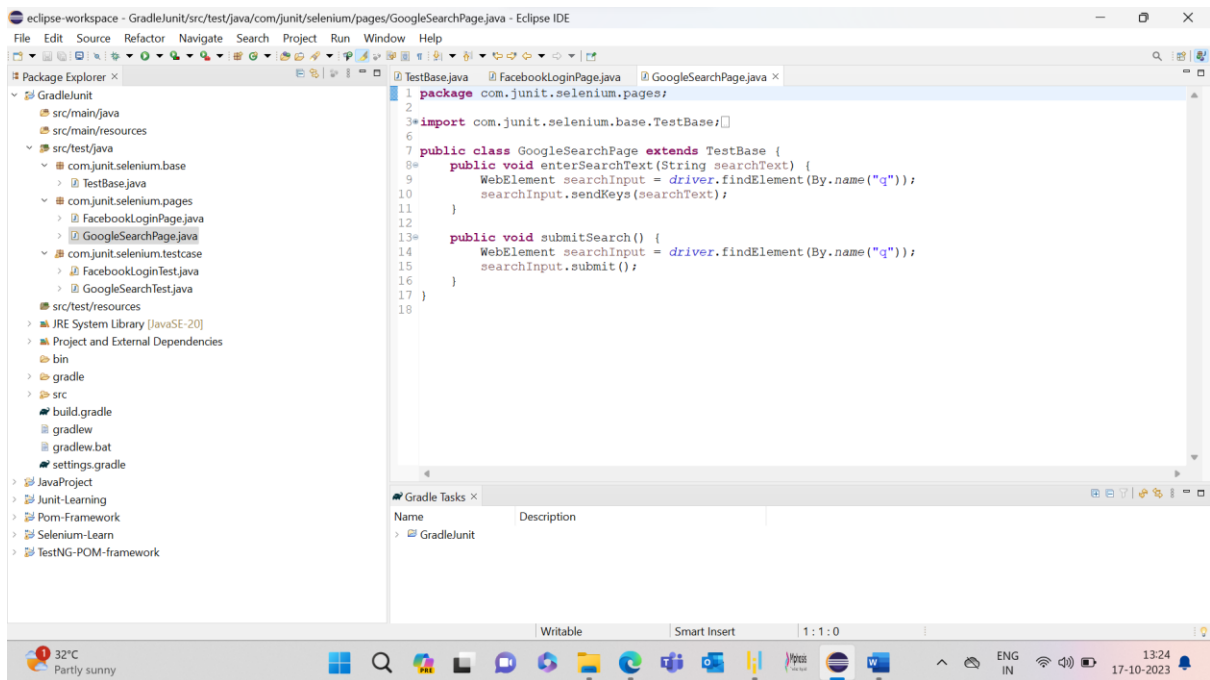 eclipse-workspace - GradleJunit/src/test/java/com/junit/selenium/pages/GoogleSearchPage.java - Eclipse IDE
File Edit Source Refactor Navigate Search Project Run Window Help
Package Explorer
GradleJunit
src/main/java
src/main/resources
src/test/java
com.junit.selenium.base
TestBase.java
com.junit.selenium.pages
FacebookLoginPage.java
GoogleSearchPage.java
com.junit.selenium.testcase
FacebookLoginTest.java
GoogleSearchTest.java
src/test/resources
JRE System Library [JavaSE-20]
Project and External Dependencies
bin
gradle
src
build.gradle
gradlew
gradlew.bat
settings.gradle
JavaProject
Junit-Learning
Pom-Framework
Selenium-Learn
TestNG-POM-framework
TestBase.java FacebookLoginPage.java GoogleSearchPage.java
1 package com.junit.selenium.pages;
2
3 import com.junit.selenium.base.TestBase;
6
7 public class GoogleSearchPage extends TestBase {
8 public void enterSearchText(String searchText) {
9 WebElement searchInput = driver.findElement(By.name("q"));
10 searchInput.sendKeys(searchText);
11 }
12
13 public void submitSearch() {
14 WebElement searchInput = driver.findElement(By.name("q"));
15 searchInput.submit();
16 }
17 }
18
Gradle Tasks
Name Description
GradleJunit
Writable Smart Insert 1 : 1 : 0
1 32°C
Partly sunny
PRE
ENG
IN
13:24
17-10-2023